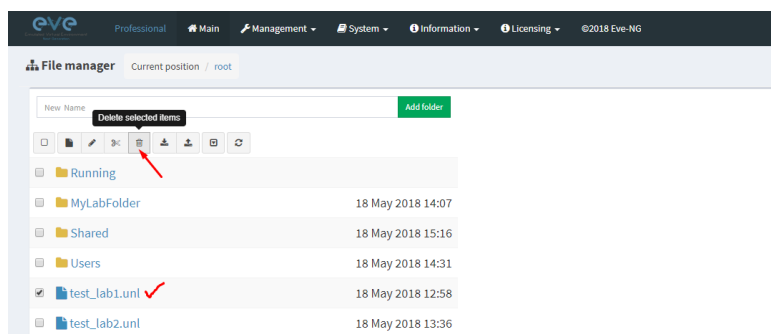 eve
Professional Main Management System Information Licensing ©2018 Eve-NG
File manager Current position / root
New Name Add folder
Delete selected items
Running
MyLabFolder 18 May 2018 14:07
Shared 18 May 2018 15:16
Users 18 May 2018 14:31
test_lab1.unl 18 May 2018 12:58
test_lab2.unl 18 May 2018 13:36